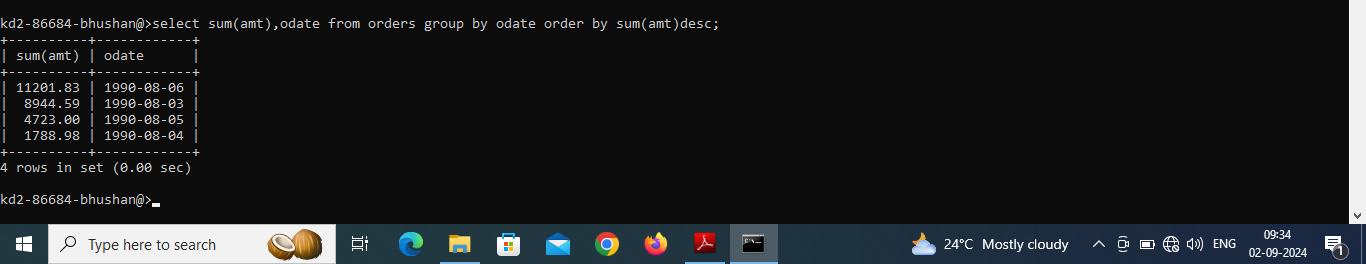 kd2-86684-bhushan@>select sum(amt),odate from orders group by odate order by sum(amt)desc;
+----------+------------+
| sum(amt) | odate      |
+----------+------------+
| 11201.83 | 1990-08-06 |
|  8944.59 | 1990-08-03 |
|  4723.00 | 1990-08-05 |
|  1788.98 | 1990-08-04 |
+----------+------------+
4 rows in set (0.00 sec)
kd2-86684-bhushan@>
Type here to search
24°C Mostly cloudy
ENG
09:34
02-09-2024
1